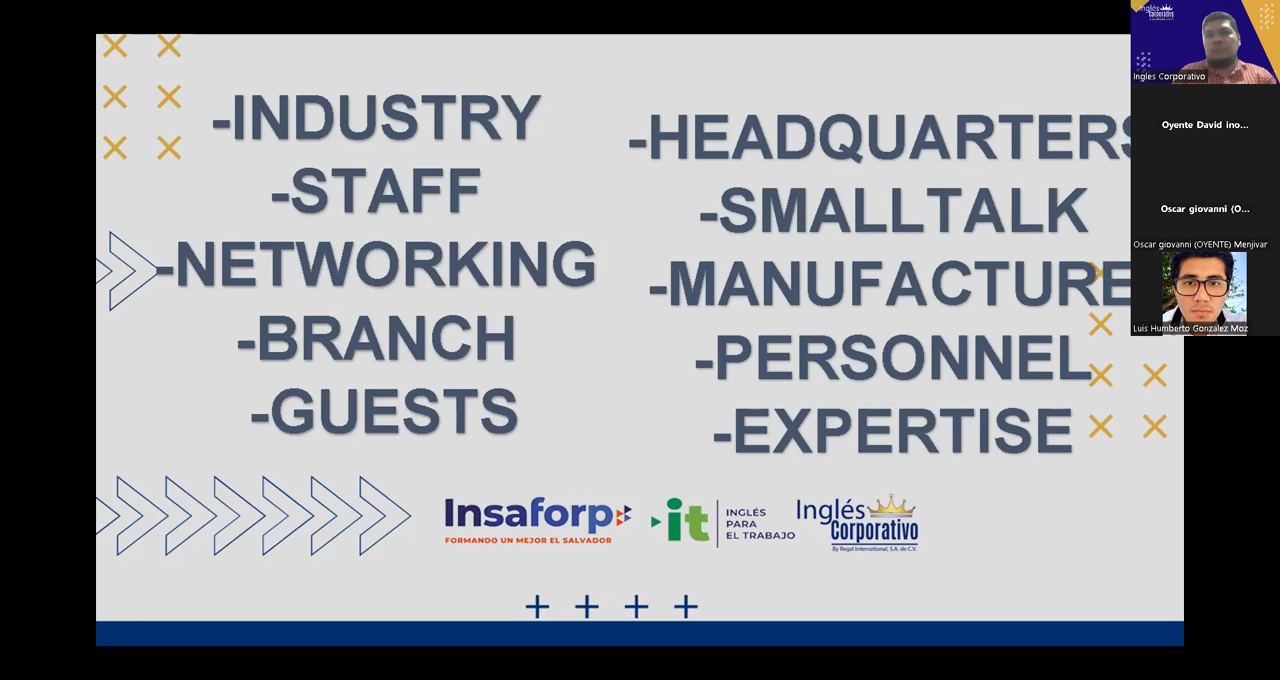 -INDUSTRY
-STAFF
-NETWORKING
-BRANCH
-GUESTS
-HEADQUARTERS
-SMALLTALK
-MANUFACTURE
-PERSONNEL
-EXPERTISE
Insaforp
FORMANDO UN MEJOR EL SALVADOR
it
INGLÉS
PARA
EL TRABAJO
Inglés
Corporativo
By Regal International, S.A. de C.V.
Inglés
Corporativo
Ingles Corporativo
Oyente David ino...
Oscar giovanni (O...
Oscar giovanni (OYENTE) Menjivar
Luis Humberto Gonzalez Moz